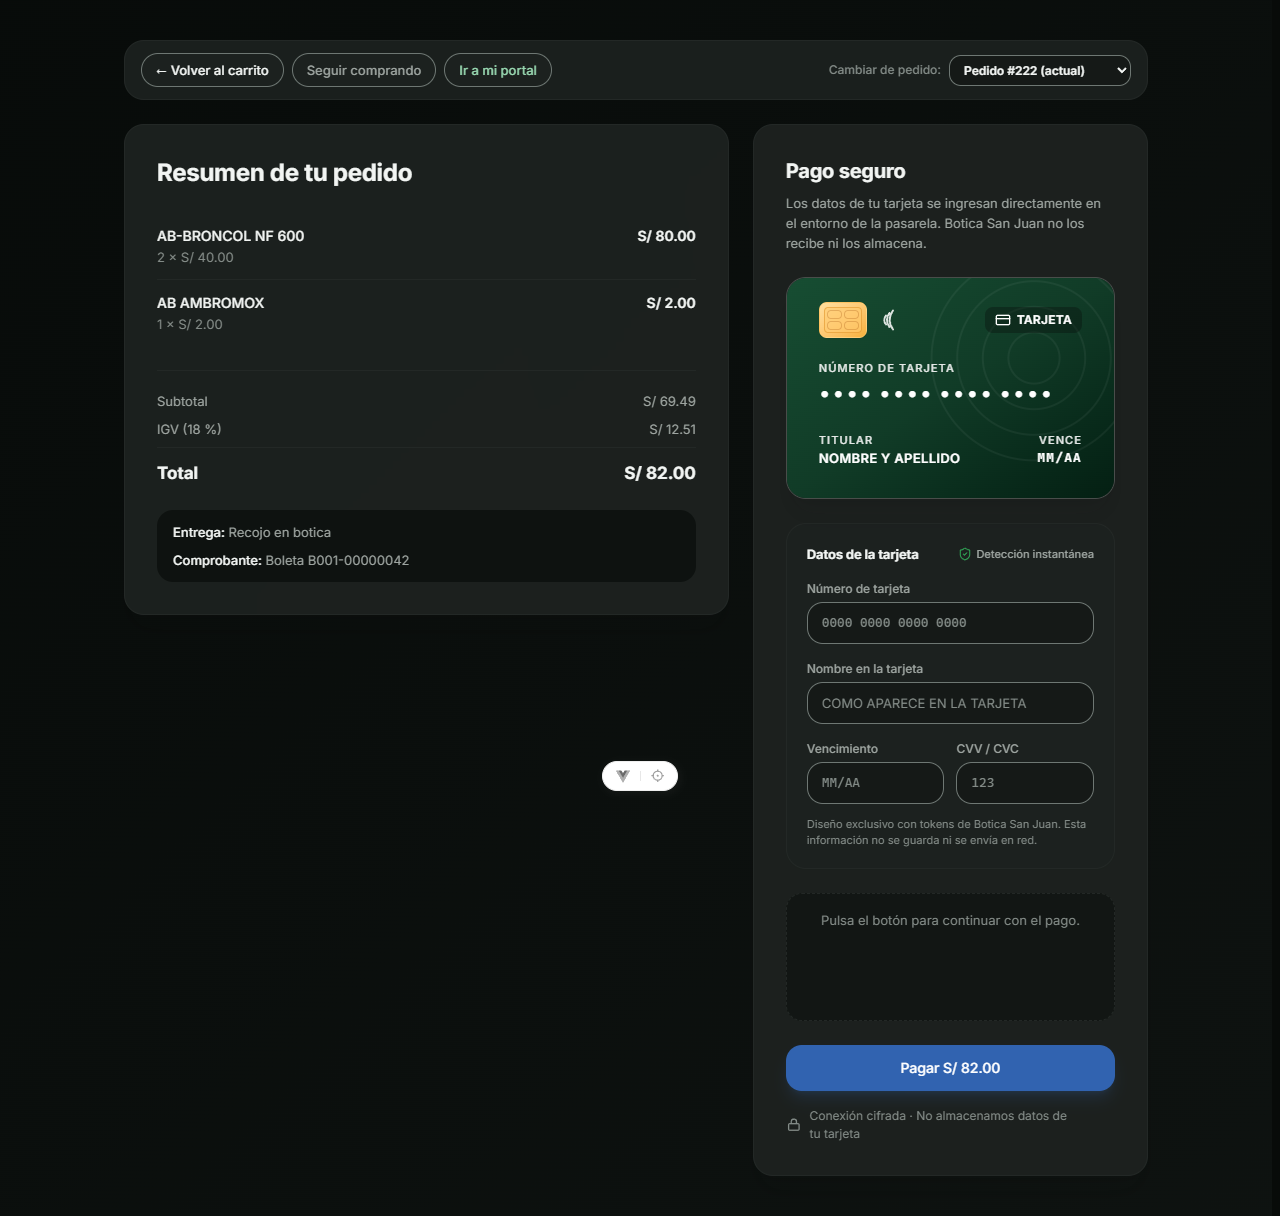 ← Volver al carrito
Seguir comprando
Ir a mi portal
Cambiar de pedido:
Pedido #222 (actual)
Resumen de tu pedido
AB-BRONCOL NF 600
S/ 80.00
2 × S/ 40.00
AB AMBROMOX
S/ 2.00
1 × S/ 2.00
Subtotal
S/ 69.49
IGV (18 %)
S/ 12.51
Total
S/ 82.00
Entrega: Recojo en botica
Comprobante: Boleta B001-00000042
Pago seguro
Los datos de tu tarjeta se ingresan directamente en
el entorno de la pasarela. Botica San Juan no los
recibe ni los almacena.
TARJETA
NÚMERO DE TARJETA
•••• •••• •••• ••••
TITULAR
VENCE
NOMBRE Y APELLIDO
MM/AA
Datos de la tarjeta
Detección instantánea
Número de tarjeta
0000 0000 0000 0000
Nombre en la tarjeta
COMO APARECE EN LA TARJETA
Vencimiento
CVV / CVC
MM/AA
123
Diseño exclusivo con tokens de Botica San Juan. Esta
información no se guarda ni se envía en red.
Pulsa el botón para continuar con el pago.
Pagar S/ 82.00
Conexión cifrada · No almacenamos datos de
tu tarjeta